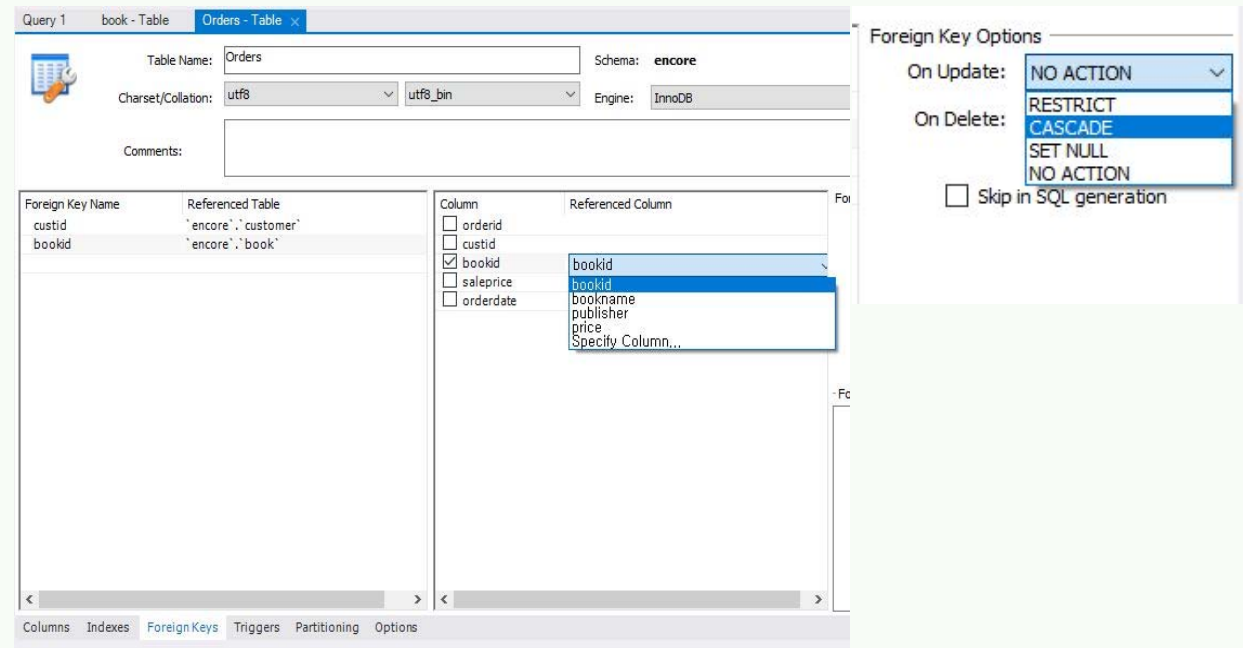 Query 1 book - Table Orders - Table ×
Table Name: Orders Schema: encore
Charset/Collation: utf8 utf8_bin Engine: InnoDB
Comments:
Foreign Key Name Referenced Table
custid `encore`.`customer`
bookid `encore`.`book`
Column Referenced Column
orderid
custid
bookid bookid
saleprice
orderdate
bookid
bookname
publisher
price
Specify Column...
Fo
Fo
Columns Indexes Foreign Keys Triggers Partitioning Options
Foreign Key Options
On Update: NO ACTION
On Delete:
RESTRICT
CASCADE
SET NULL
NO ACTION
Skip in SQL generation